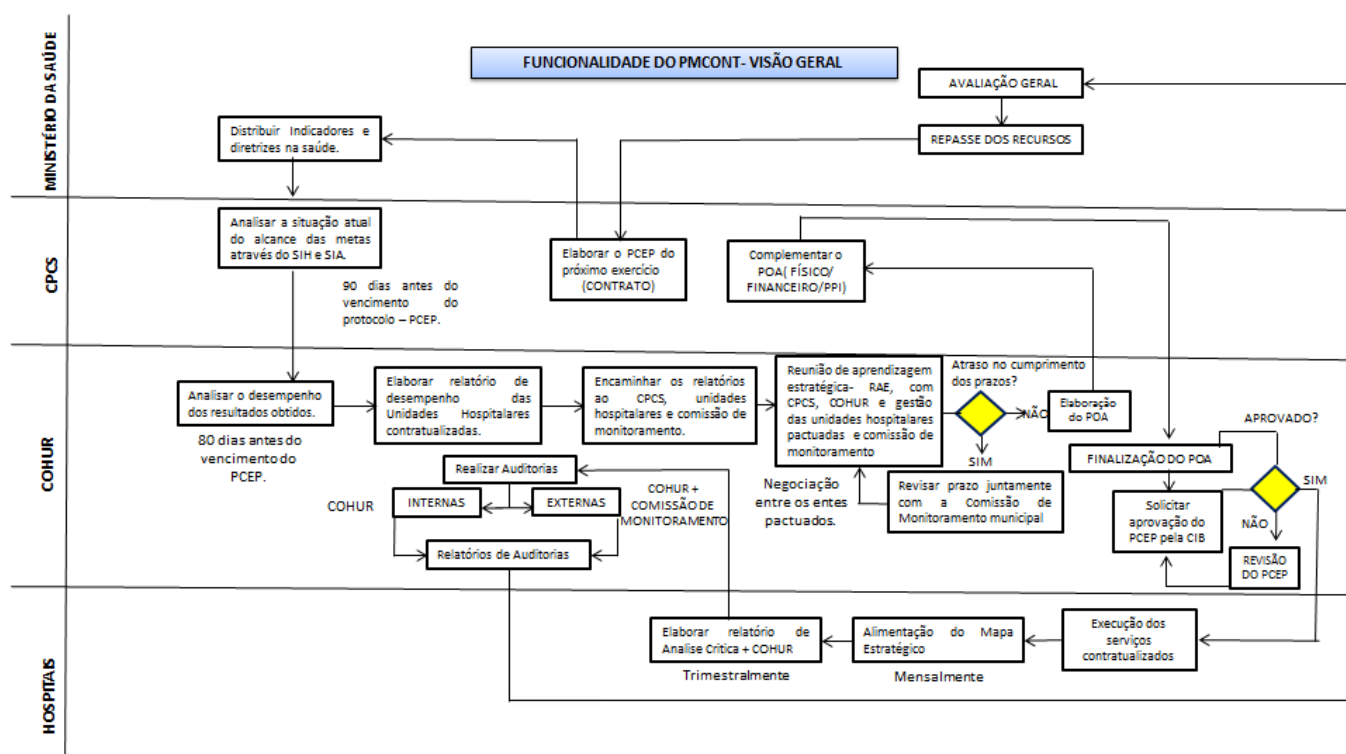 FUNCIONALIDADE DO PMCONT- VISÃO GERAL
MINISTÉRIO DA SAÚDE
AVALIAÇÃO GERAL
REPASSE DOS RECURSOS
Distribuir Indicadores e
diretrizes na saúde.
CPCS
Analisar a situação atual
do alcance das metas
através do SIH e SIA.
90 dias antes do
vencimento do
protocolo – PCEP.
Elaborar o PCEP do
próximo exercício
(CONTRATO)
Complementar o
POA( FÍSICO/
FINANCEIRO/PPI)
COHUR
Analisar o desempenho
dos resultados obtidos.
80 dias antes do
vencimento do
PCEP.
Elaborar relatório de
desempenho das
Unidades Hospitalares
contratualizadas.
Encaminhar os relatórios
ao CPCS, unidades
hospitalares e comissão de
monitoramento.
Reunião de aprendizagem
estratégica- RAE, com
CPCS, COHUR e gestão
das unidades hospitalares
pactuadas e comissão de
monitoramento
Negociação
entre os entes
pactuados.
Atraso no cumprimento
dos prazos?
NÃO
SIM
Elaboração
do POA
Revisar prazo juntamente
com a Comissão de
Monitoramento municipal
FINALIZAÇÃO DO POA
APROVADO?
SIM
NÃO
Solicitar
aprovação do
PCEP pela CIB
REVISÃO
DO PCEP
Realizar Auditorias
COHUR
INTERNAS
EXTERNAS
COHUR +
COMISSÃO DE
MONITORAMENTO
Relatórios de Auditorias
HOSPITAIS
Elaborar relatório de
Analise Critica + COHUR
Trimestralmente
Alimentação do Mapa
Estratégico
Mensalmente
Execução dos
serviços
contratualizados